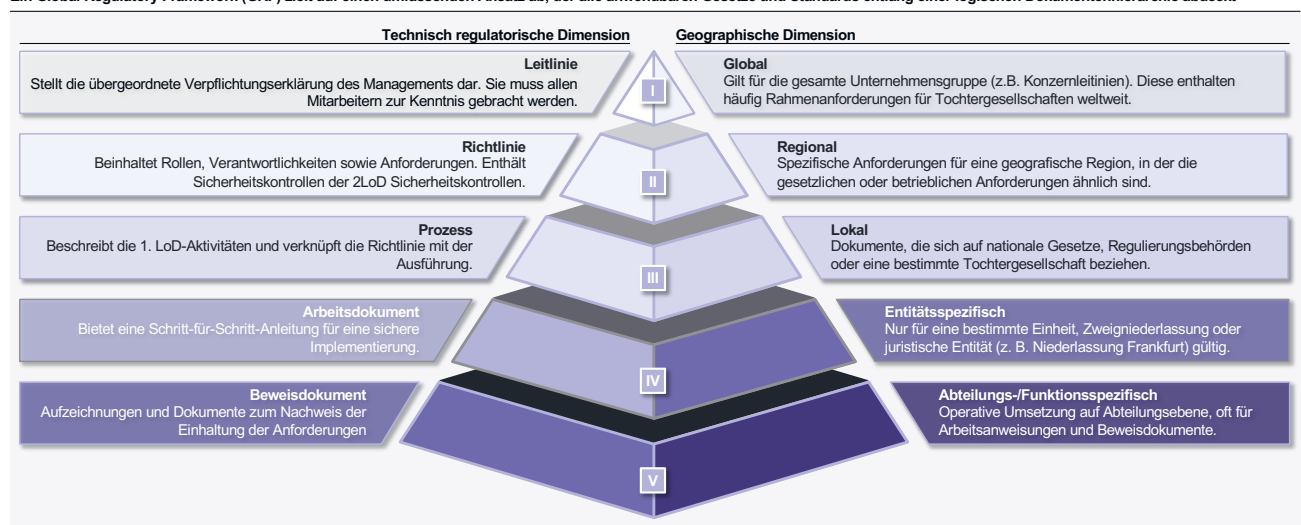 Ein Global Regulatory Framework (GRF) zielt auf einen umfassenden Ansatz ab, der alle anwendbaren Gesetze und Standards entlang einer logischen Dokumentenhierarchie abdeckt
Technisch regulatorische Dimension
Geographische Dimension
Leitlinie
Stellt die übergeordnete Verpflichtungserklärung des Managements dar. Sie muss allen
Mitarbeitern zur Kenntnis gebracht werden.
I
Global
Gilt für die gesamte Unternehmensgruppe (z.B. Konzernleitinien). Diese enthalten
häufig Rahmenanforderungen für Tochtergesellschaften weltweit.
Richtlinie
Beinhaltet Rollen, Verantwortlichkeiten sowie Anforderungen. Enthält
Sicherheitskontrollen der 2LoD Sicherheitskontrollen.
II
Regional
Spezifische Anforderungen für eine geografische Region, in der die
gesetzlichen oder betrieblichen Anforderungen ähnlich sind.
Prozess
Beschreibt die 1. LoD-Aktivitäten und verknüpft die Richtlinie mit der
Ausführung.
III
Lokal
Dokumente, die sich auf nationale Gesetze, Regulierungsbehörden
oder eine bestimmte Tochtergesellschaft beziehen.
Arbeitsdokument
Bietet eine Schritt-für-Schritt-Anleitung für eine sichere
Implementierung.
IV
Entitätsspezifisch
Nur für eine bestimmte Einheit, Zweigniederlassung oder
juristische Entität (z. B. Niederlassung Frankfurt) gültig.
Beweisdokument
Aufzeichnungen und Dokumente zum Nachweis der
Einhaltung der Anforderungen
V
Abteilungs-/Funktionsspezifisch
Operative Umsetzung auf Abteilungsebene, oft für
Arbeitsanweisungen und Beweisdokumente.